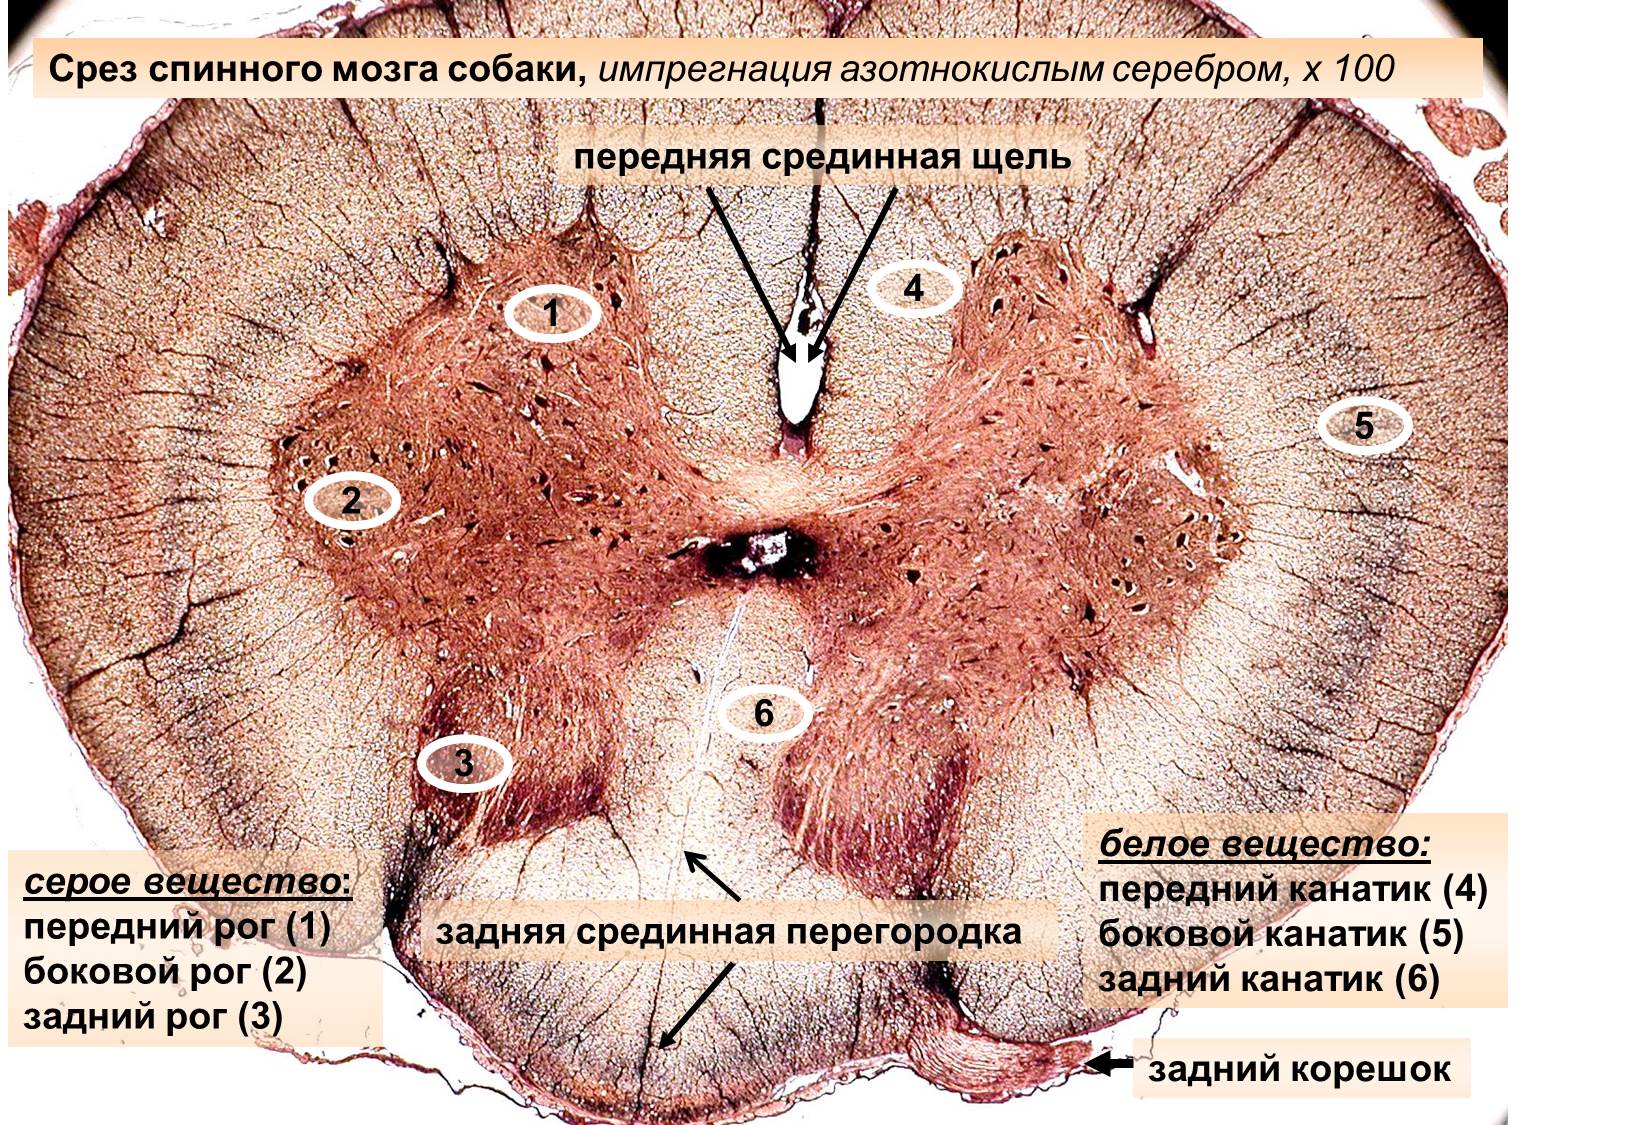 Срез спинного мозга собаки, импрегнация азотнокислым серебром, х 100
передняя срединная щель
1
4
5
2
6
3
серое вещество:
передний рог (1)
боковой рог (2)
задний рог (3)
задняя срединная перегородка
белое вещество:
передний канатик (4)
боковой канатик (5)
задний канатик (6)
задний корешок